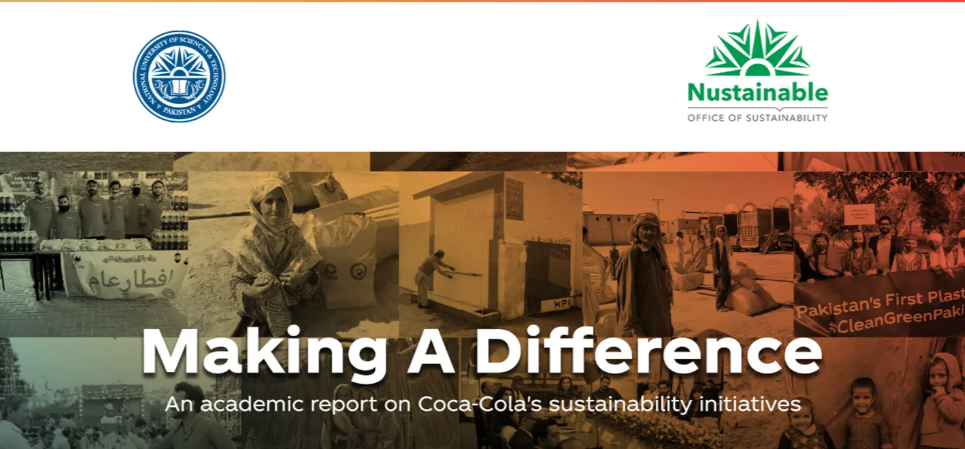 NATIONAL UNIVERSITY OF SCIENCES & TECHNOLOGY
PAKISTAN
Nustainable
OFFICE OF SUSTAINABILITY
افطار عام
KPC
Pakistan's First Plast
#CleanGreenPaki
Making A Difference
An academic report on Coca-Cola's sustainability initiatives